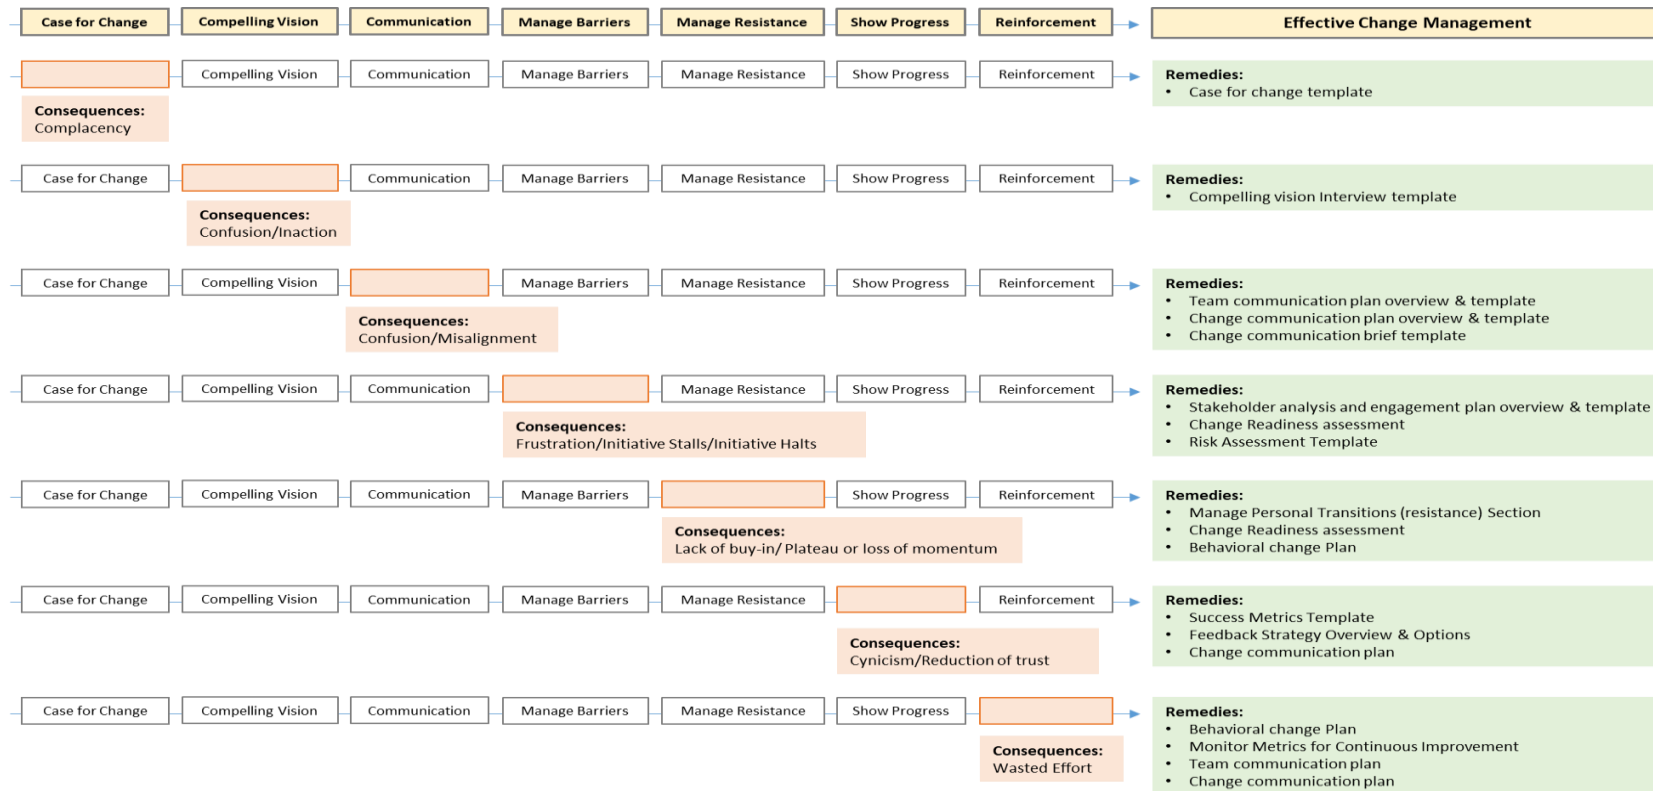 Case for Change
Compelling Vision
Communication
Manage Barriers
Manage Resistance
Show Progress
Reinforcement
Effective Change Management
Compelling Vision
Communication
Manage Barriers
Manage Resistance
Show Progress
Reinforcement
Consequences:
Complacency
Remedies:
• Case for change template
Case for Change
Communication
Manage Barriers
Manage Resistance
Show Progress
Reinforcement
Consequences:
Confusion/Inaction
Remedies:
• Compelling vision Interview template
Case for Change
Compelling Vision
Manage Barriers
Manage Resistance
Show Progress
Reinforcement
Consequences:
Confusion/Misalignment
Remedies:
• Team communication plan overview & template
• Change communication plan overview & template
• Change communication brief template
Case for Change
Compelling Vision
Communication
Manage Resistance
Show Progress
Reinforcement
Consequences:
Frustration/Initiative Stalls/Initiative Halts
Remedies:
• Stakeholder analysis and engagement plan overview & template
• Change Readiness assessment
• Risk Assessment Template
Case for Change
Compelling Vision
Communication
Manage Barriers
Show Progress
Reinforcement
Consequences:
Lack of buy-in/ Plateau or loss of momentum
Remedies:
• Manage Personal Transitions (resistance) Section
• Change Readiness assessment
• Behavioral change Plan
Case for Change
Compelling Vision
Communication
Manage Barriers
Manage Resistance
Reinforcement
Consequences:
Cynicism/Reduction of trust
Remedies:
• Success Metrics Template
• Feedback Strategy Overview & Options
• Change communication plan
Case for Change
Compelling Vision
Communication
Manage Barriers
Manage Resistance
Show Progress
Consequences:
Wasted Effort
Remedies:
• Behavioral change Plan
• Monitor Metrics for Continuous Improvement
• Team communication plan
• Change communication plan